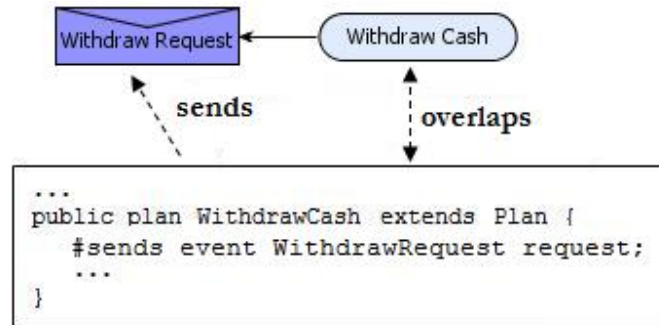 Withdraw Request
Withdraw Cash
sends
overlaps
...
public plan WithdrawCash extends Plan {
#sends event WithdrawRequest request;
...
}